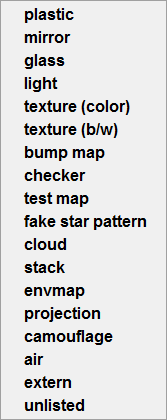 plastic
mirror
glass
light
texture (color)
texture (b/w)
bump map
checker
test map
fake star pattern
cloud
stack
envmap
projection
camouflage
air
extern
unlisted